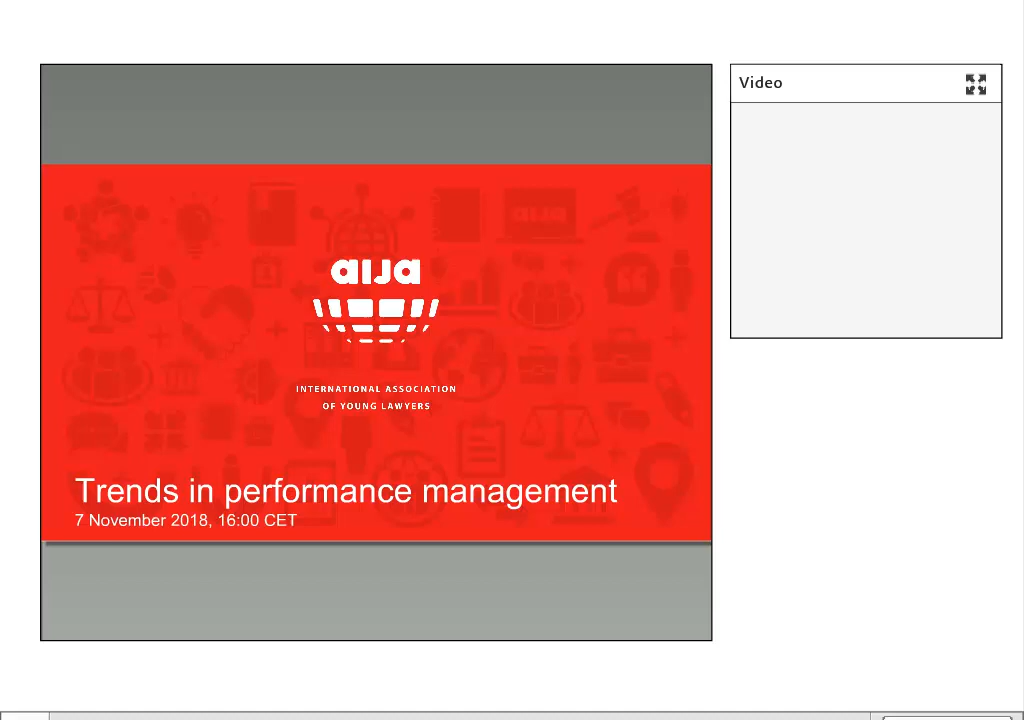 Video
aija
INTERNATIONAL ASSOCIATION
OF YOUNG LAWYERS
Trends in performance management
7 November 2018, 16:00 CET